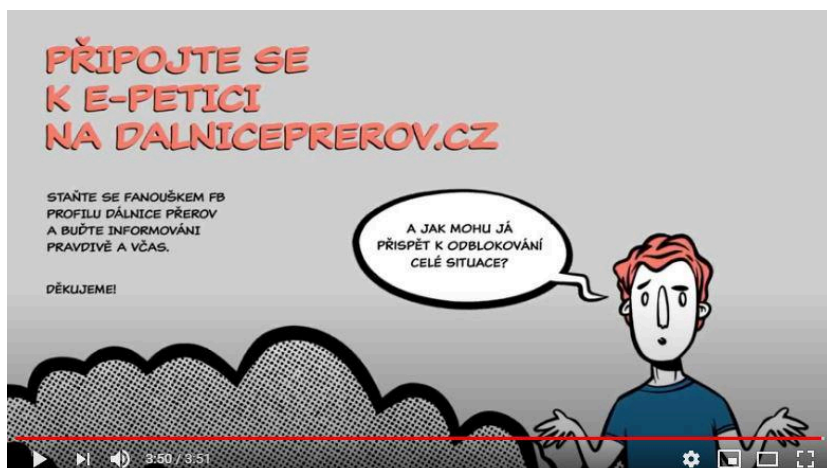 PŘIPOJTE SE
K E-PETICI
NA DALNICEPREROV.CZ
STAŇTE SE FANOUŠKEM FB
PROFILU DÁLNICE PŘEROV
A BUĎTE INFORMOVÁNI
PRAVDIVĚ A VČAS.
DĚKUJEME!
A JAK MOHU JÁ
PŘISPĚT K ODBLOKOVÁNÍ
CELÉ SITUACE?
3:50 / 3:51